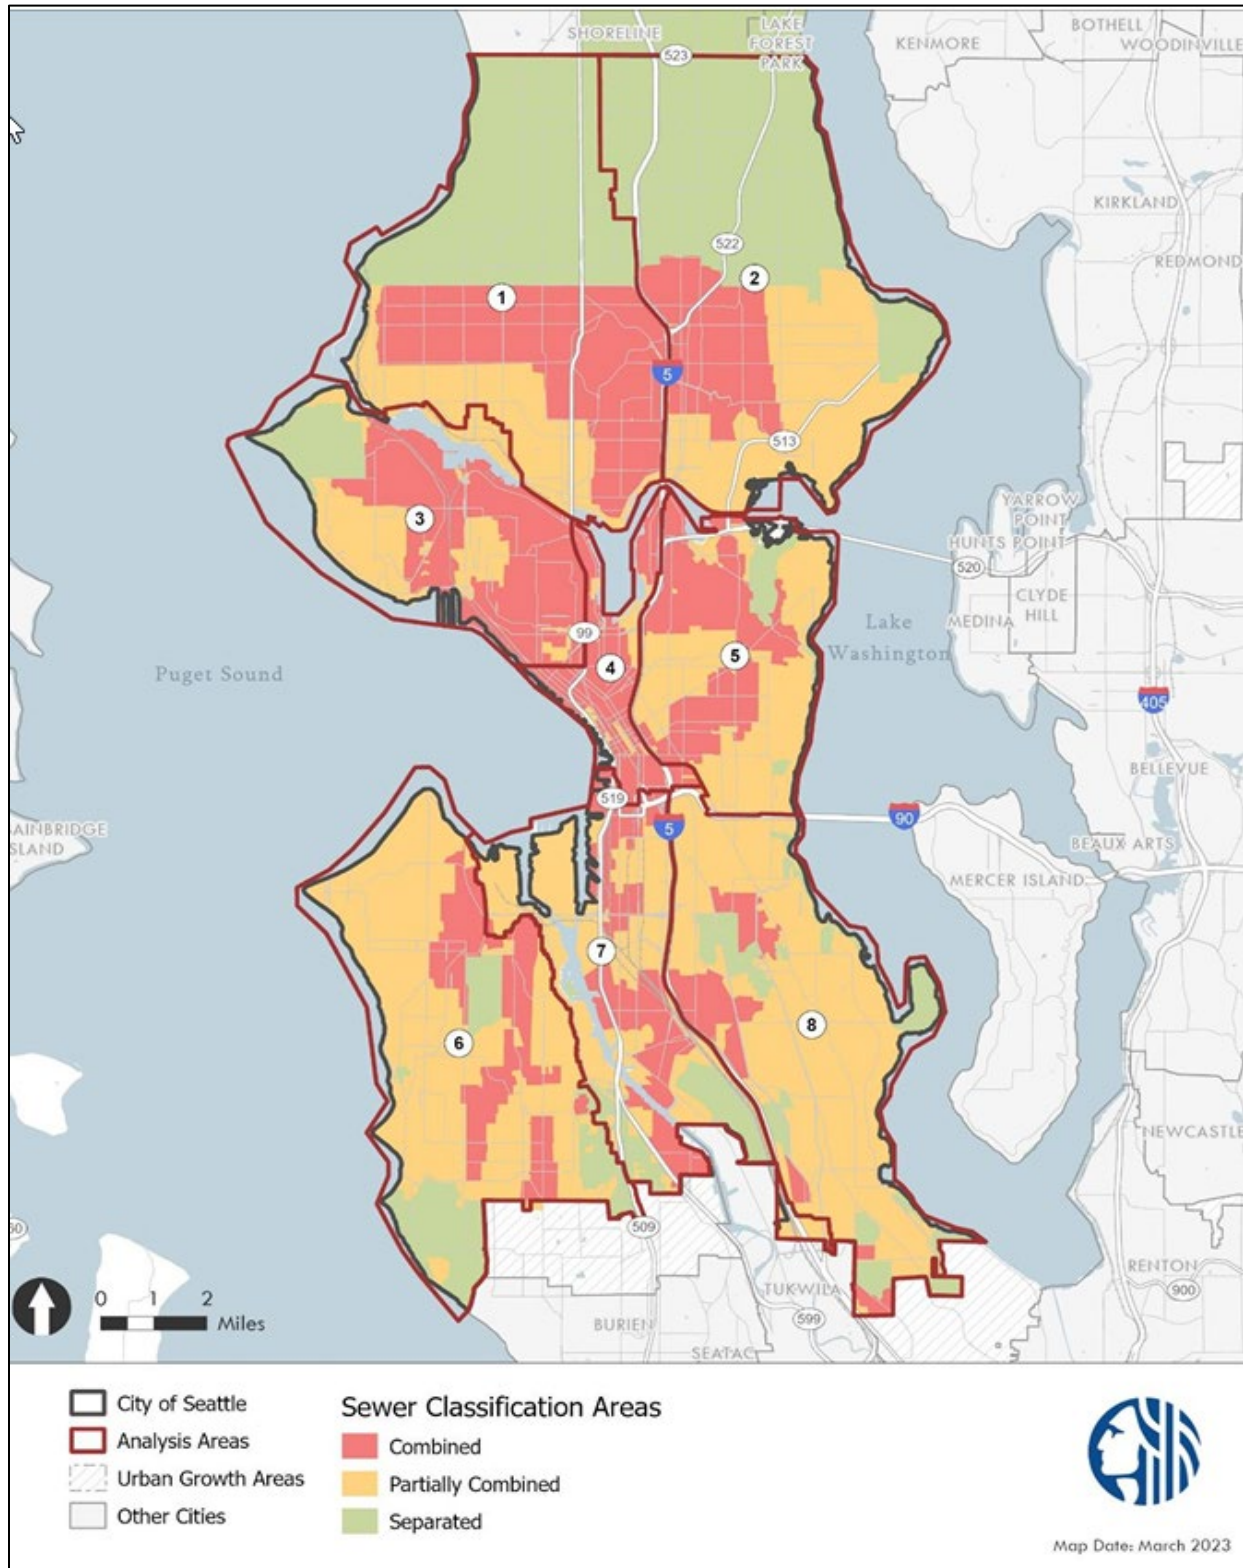 SHORELINE
LAKE
FOREST
PARK
523
KENMORE
BOTHELL
WOODINVILLE
KIRKLAND
REDMOND
522
1
2
5
513
3
YARROW
POINT
HUNTS POINT
520
CLYDE
HILL
MEDINA
Lake
Washington
99
4
5
Puget Sound
405
BELLEVUE
519
5
90
BEAUX ARTS
AINBRIDGE
SLAND
MERCER ISLAND
7
8
6
NEWCASTLE
509
RENTON
900
TUKWILA
599
BURIEN
SEATAC
0 1 2
Miles
City of Seattle
Analysis Areas
Urban Growth Areas
Other Cities
Sewer Classification Areas
Combined
Partially Combined
Separated
Map Date: March 2023